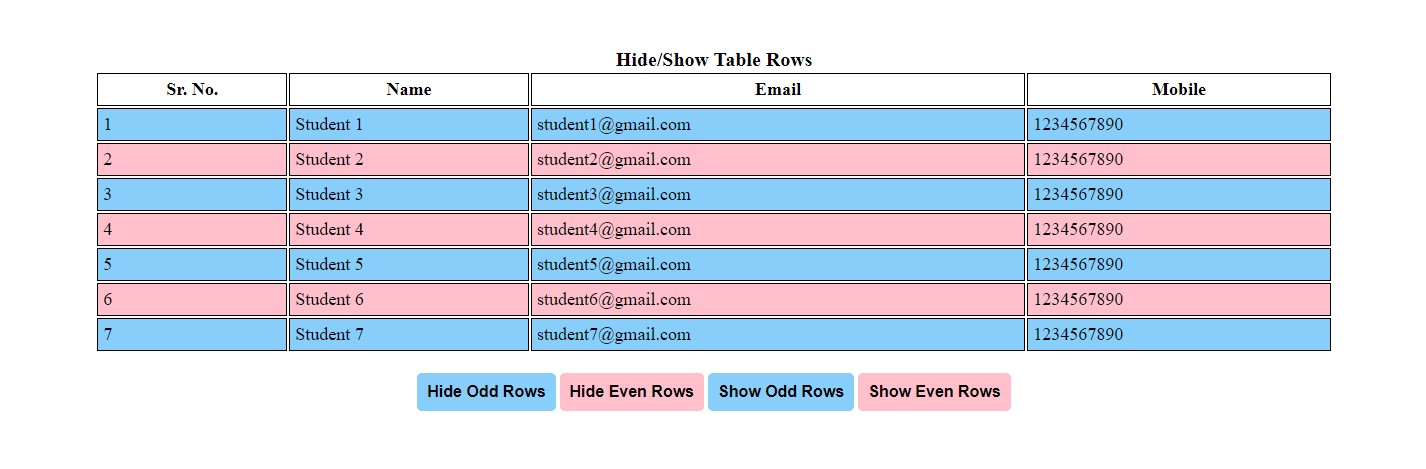 Hide/Show Table Rows
Sr. No. Name Email Mobile
1 Student 1 student1@gmail.com 1234567890
2 Student 2 student2@gmail.com 1234567890
3 Student 3 student3@gmail.com 1234567890
4 Student 4 student4@gmail.com 1234567890
5 Student 5 student5@gmail.com 1234567890
6 Student 6 student6@gmail.com 1234567890
7 Student 7 student7@gmail.com 1234567890
Hide Odd Rows Hide Even Rows Show Odd Rows Show Even Rows